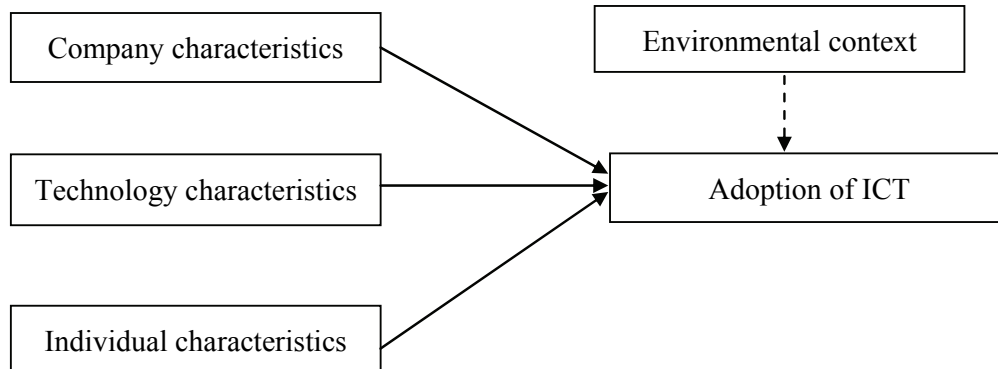 Company characteristics
Environmental context
Technology characteristics
Adoption of ICT
Individual characteristics